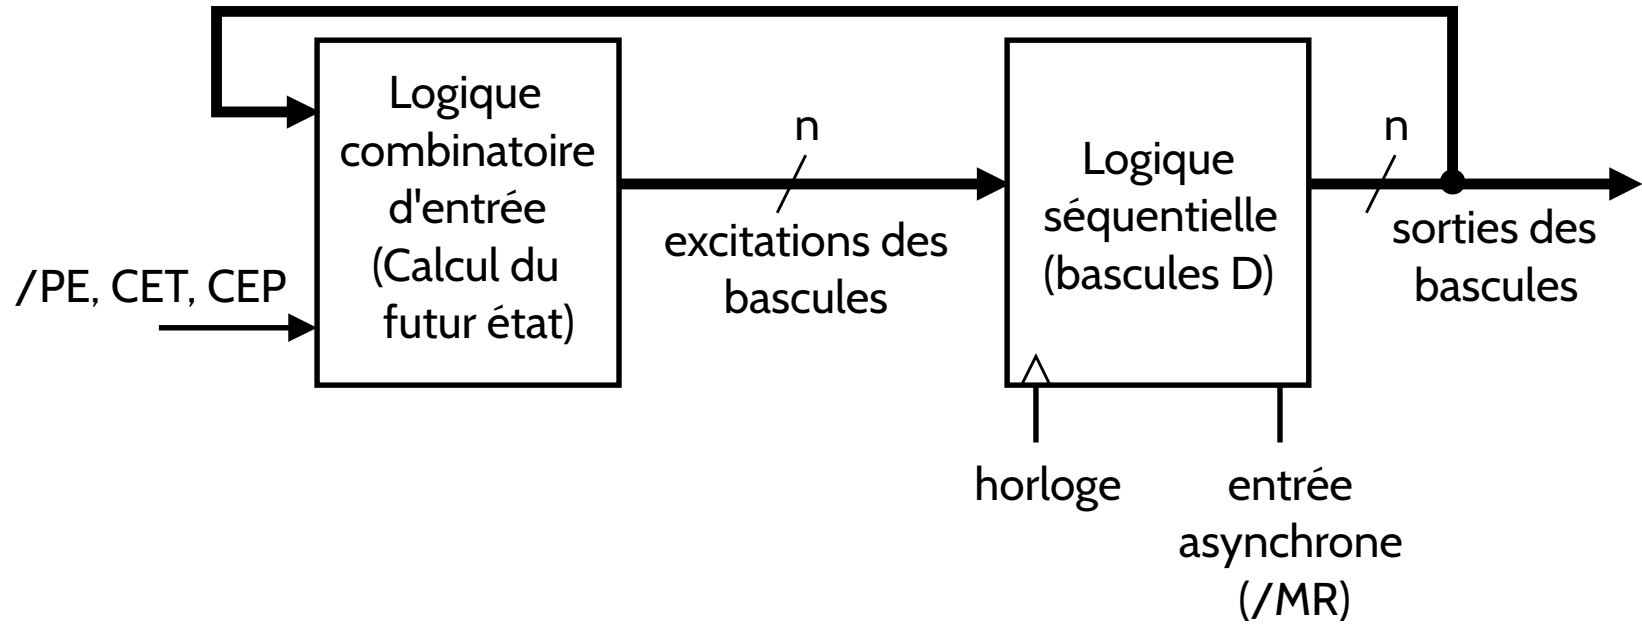 Logique
combinatoire
d'entrée
(Calcul du
futur état)
/PE, CET, CEP
n
excitations des
bascules
Logique
séquentielle
(bascules D)
n
sorties des
bascules
horloge
entrée
asynchrone
(/MR)